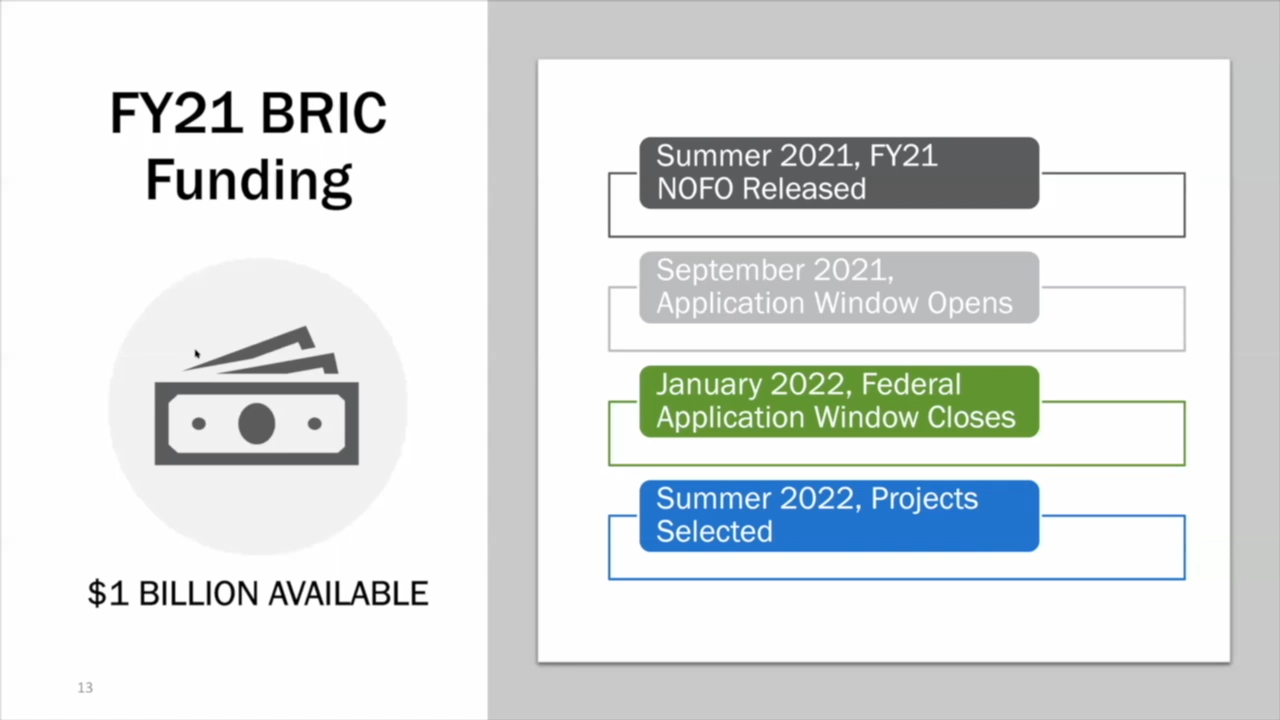 FY21 BRIC
Funding
$1 BILLION AVAILABLE
13
Summer 2021, FY21
NOFO Released
September 2021,
Application Window Opens
January 2022, Federal
Application Window Closes
Summer 2022, Projects
Selected